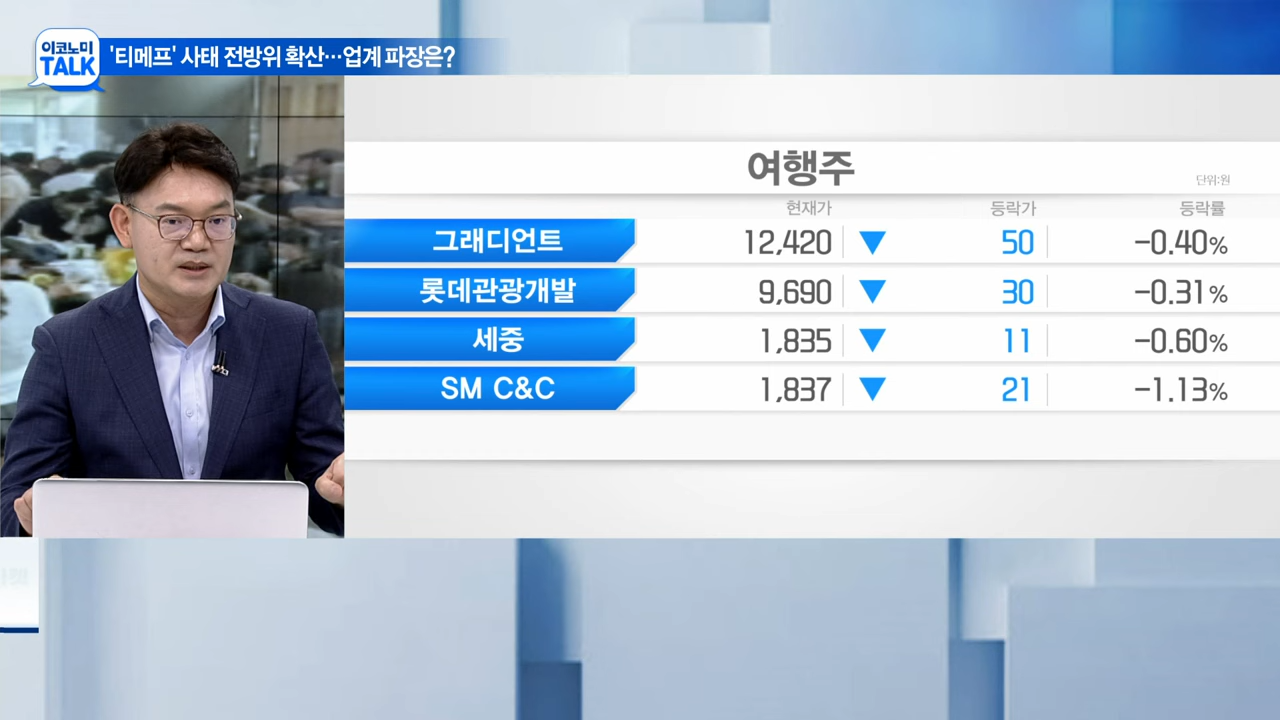 이코노미
TALK
'티메프' 사태 전방위 확산…업계 파장은?
여행주
단위:원
현재가 등락가 등락률
그래디언트 12,420 ▼ 50 -0.40%
롯데관광개발 9,690 ▼ 30 -0.31%
세중 1,835 ▼ 11 -0.60%
SM C&C 1,837 ▼ 21 -1.13%